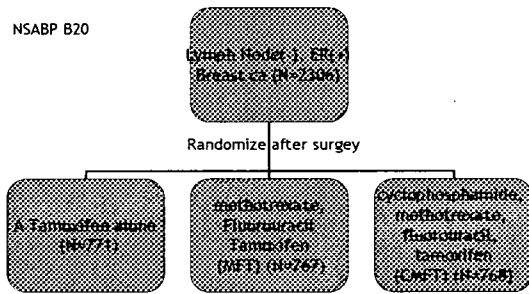 NSABP B20
Lymph Node(-), ER(+)
Breast ca (N=2306)
Randomize after surgey
A Tamoxifen alone
(N=771)
methotrexate,
Fluorouracil
Tamoxifen
(MFT) (N=767)
cyclophosphamide,
methotrexate,
fluorouracil,
tamoxifen
(CMFT) (N=768)